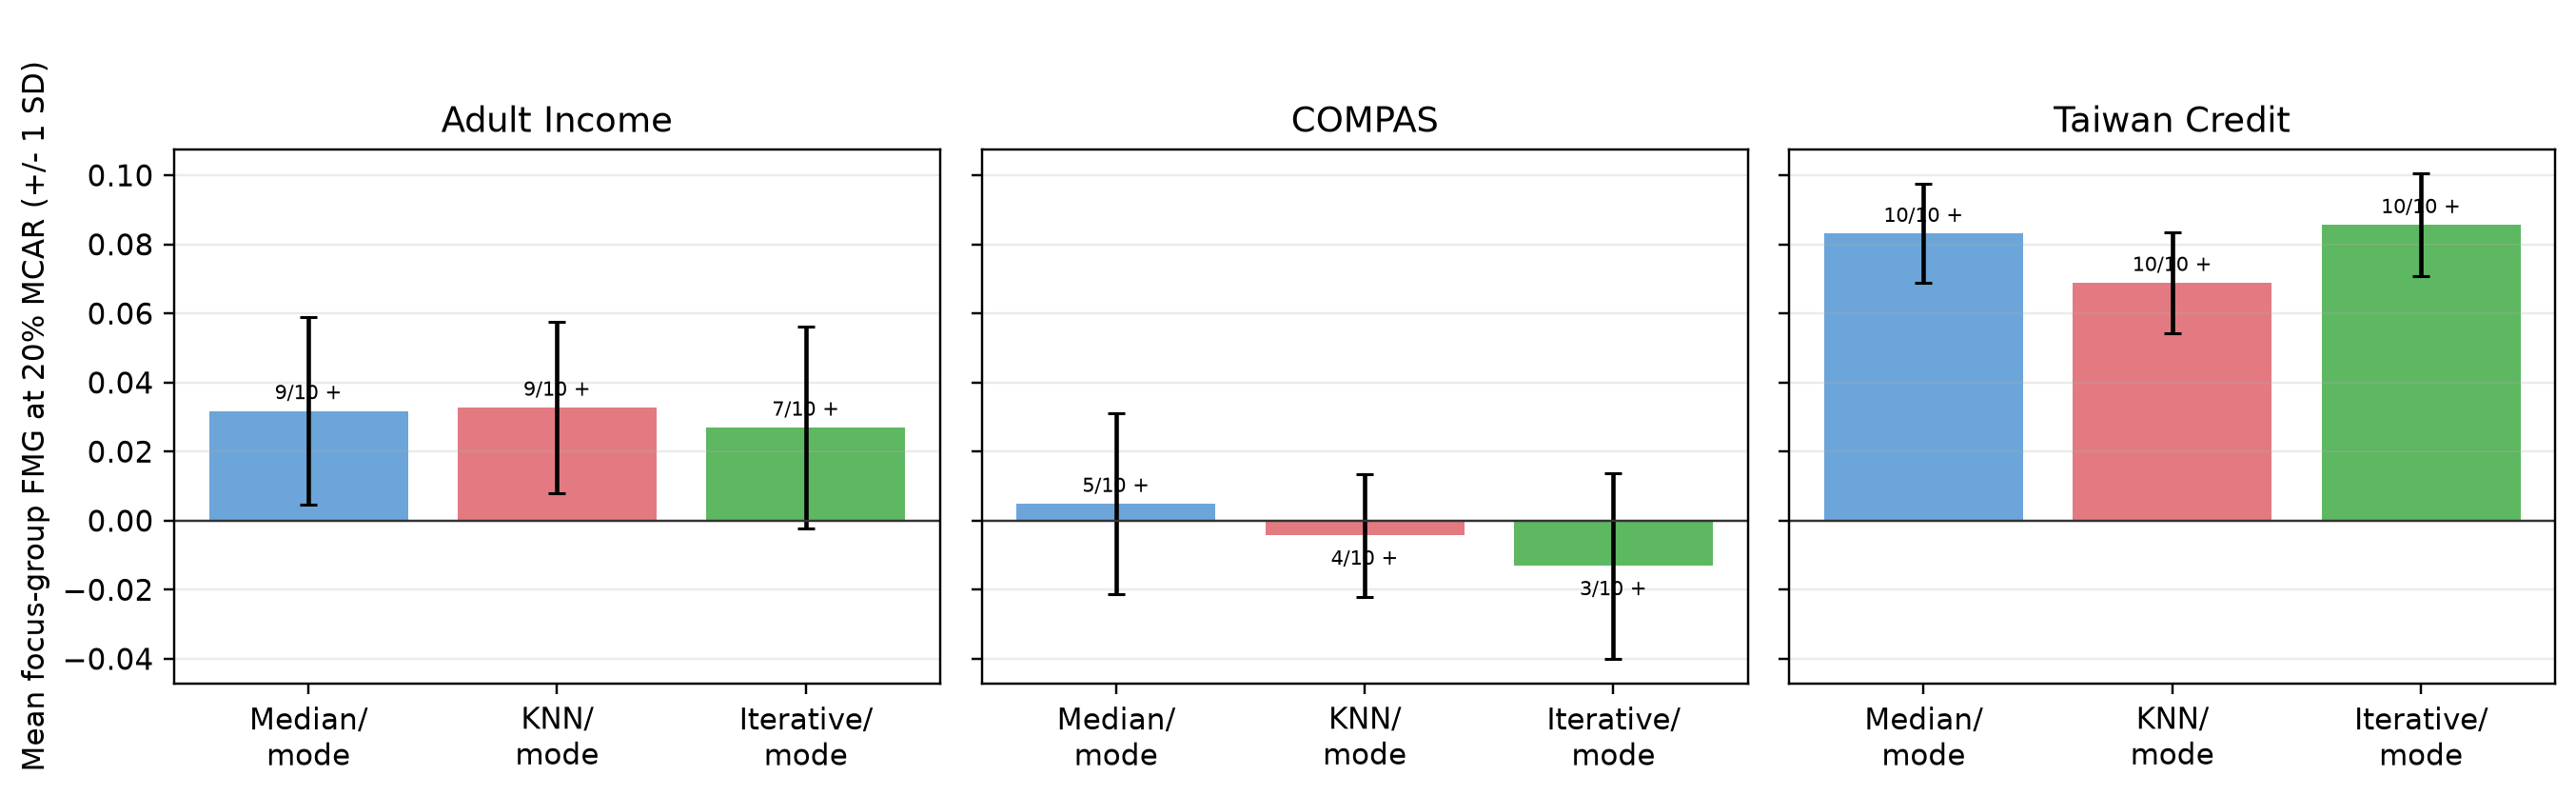 Mean focus-group FMG at 20% MCAR (+/- 1 SD)
Adult Income
0.10
0.08
0.06
0.04
0.02
0.00
−0.02
−0.04
9/10 +
9/10 +
7/10 +
Median/
mode
KNN/
mode
Iterative/
mode
COMPAS
5/10 +
4/10 +
3/10 +
Median/
mode
KNN/
mode
Iterative/
mode
Taiwan Credit
10/10 +
10/10 +
10/10 +
Median/
mode
KNN/
mode
Iterative/
mode